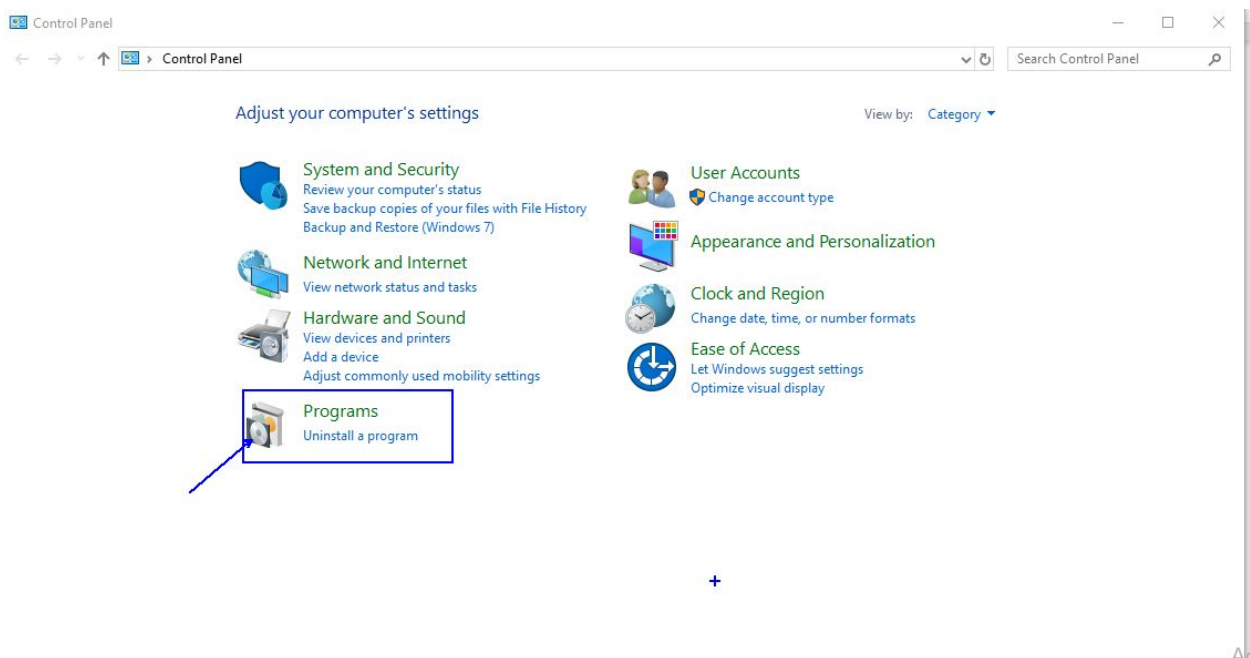 Control Panel
Control Panel
Search Control Panel
Adjust your computer's settings
View by: Category
System and Security
Review your computer's status
Save backup copies of your files with File History
Backup and Restore (Windows 7)
Network and Internet
View network status and tasks
Hardware and Sound
View devices and printers
Add a device
Adjust commonly used mobility settings
Programs
Uninstall a program
User Accounts
Change account type
Appearance and Personalization
Clock and Region
Change date, time, or number formats
Ease of Access
Let Windows suggest settings
Optimize visual display